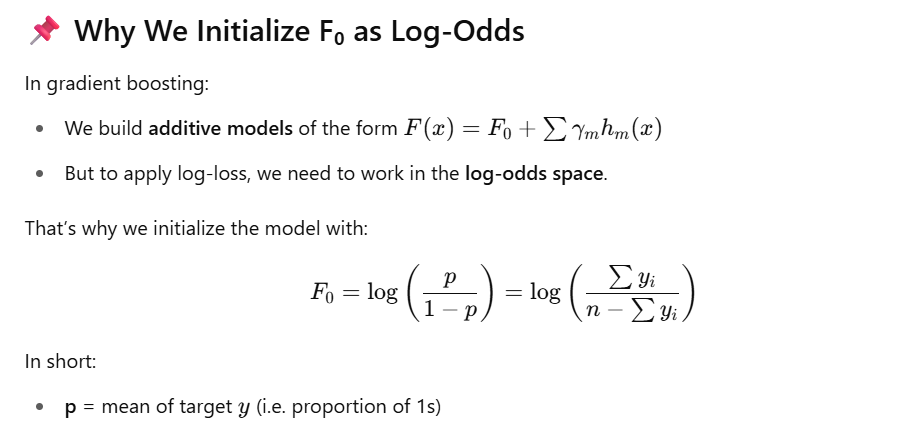 📌 Why We Initialize F₀ as Log-Odds
In gradient boosting:
• We build additive models of the form F(x) = F₀ + ∑ γₘhₘ(x)
• But to apply log-loss, we need to work in the log-odds space.
That’s why we initialize the model with:
F₀ = log(p / (1 − p)) = log(∑ yᵢ / (n − ∑ yᵢ))
In short:
• p = mean of target y (i.e. proportion of 1s)